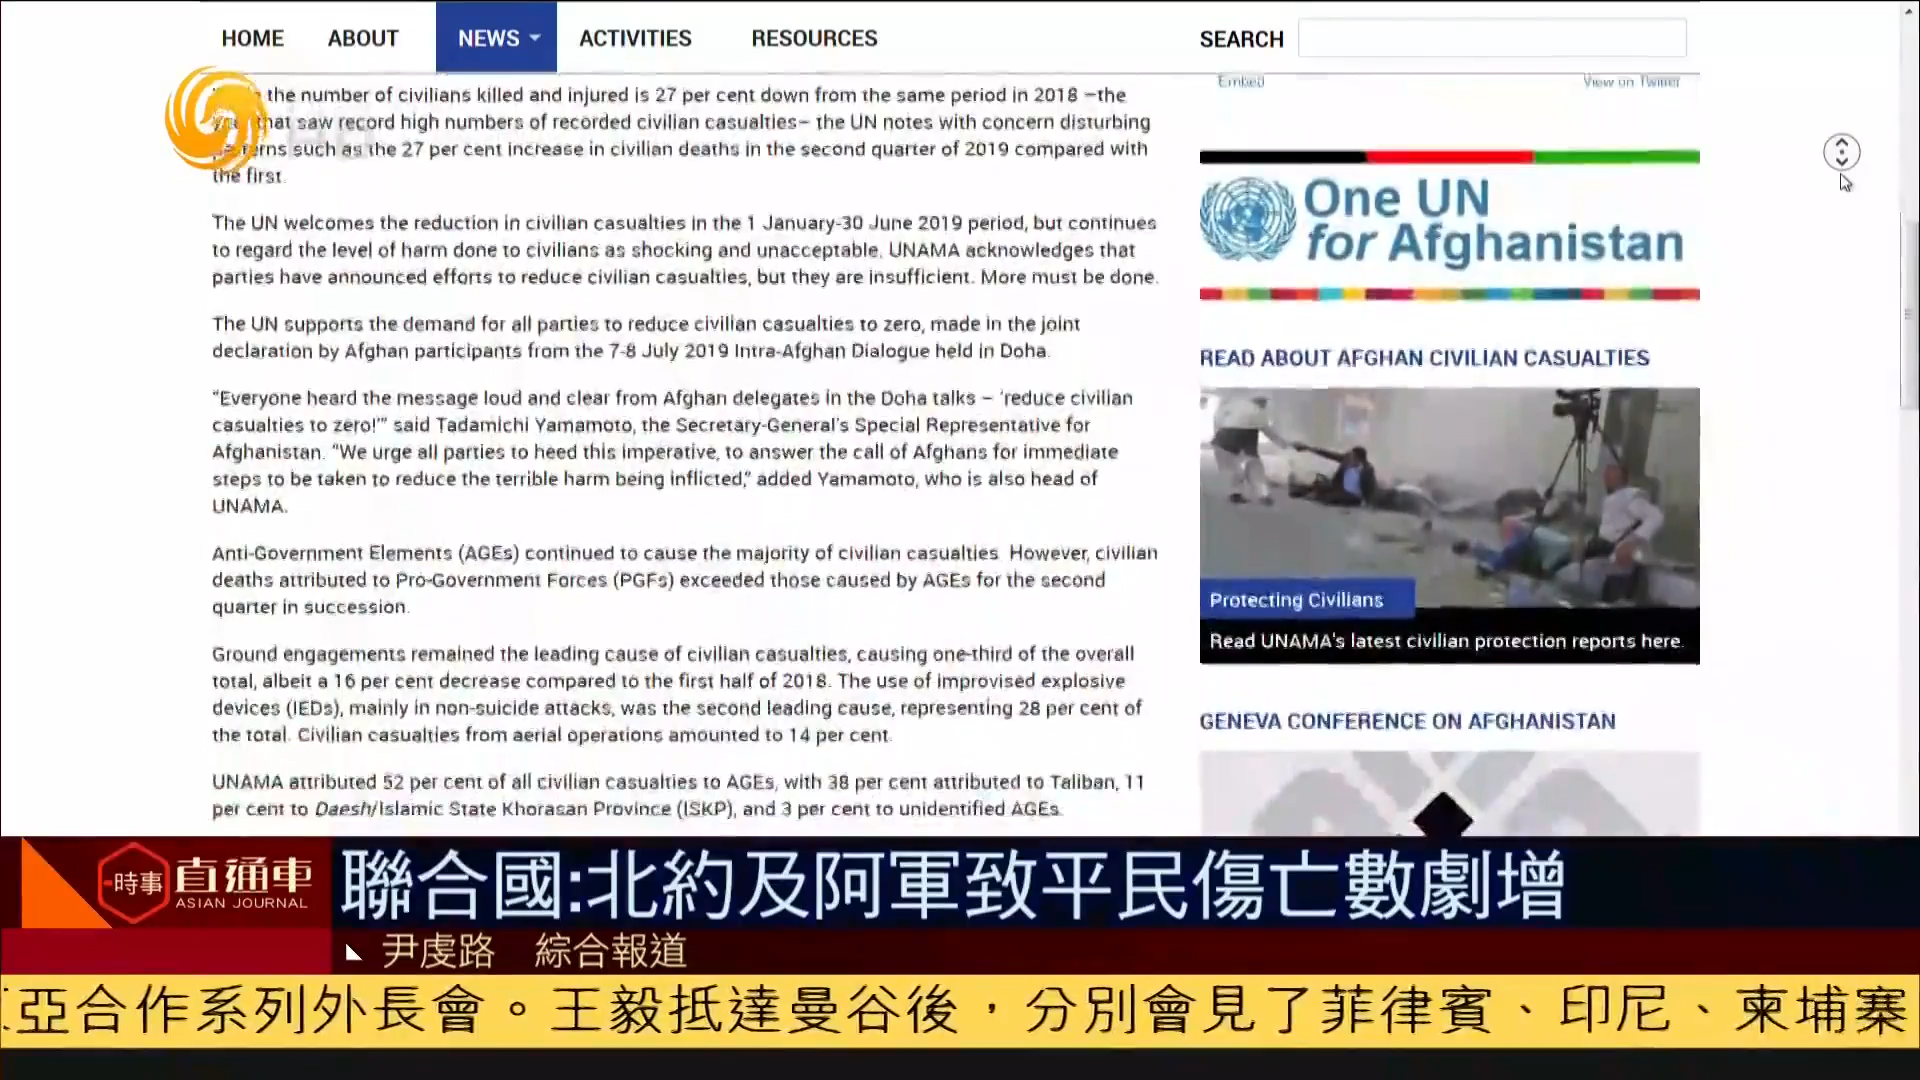 HOME ABOUT NEWS ACTIVITIES RESOURCES SEARCH
Embed View on Twitter
the number of civilians killed and injured is 27 per cent down from the same period in 2018 –the
that saw record high numbers of recorded civilian casualties– the UN notes with concern disturbing
patterns such as the 27 per cent increase in civilian deaths in the second quarter of 2019 compared with
the first.
The UN welcomes the reduction in civilian casualties in the 1 January-30 June 2019 period, but continues
to regard the level of harm done to civilians as shocking and unacceptable. UNAMA acknowledges that
parties have announced efforts to reduce civilian casualties, but they are insufficient. More must be done.
The UN supports the demand for all parties to reduce civilian casualties to zero, made in the joint
declaration by Afghan participants from the 7-8 July 2019 Intra-Afghan Dialogue held in Doha.
“Everyone heard the message loud and clear from Afghan delegates in the Doha talks – ‘reduce civilian
casualties to zero!’” said Tadamichi Yamamoto, the Secretary-General’s Special Representative for
Afghanistan. “We urge all parties to heed this imperative, to answer the call of Afghans for immediate
steps to be taken to reduce the terrible harm being inflicted,” added Yamamoto, who is also head of
UNAMA.
Anti-Government Elements (AGEs) continued to cause the majority of civilian casualties. However, civilian
deaths attributed to Pro-Government Forces (PGFs) exceeded those caused by AGEs for the second
quarter in succession.
Ground engagements remained the leading cause of civilian casualties, causing one-third of the overall
total, albeit a 16 per cent decrease compared to the first half of 2018. The use of improvised explosive
devices (IEDs), mainly in non-suicide attacks, was the second leading cause, representing 28 per cent of
the total. Civilian casualties from aerial operations amounted to 14 per cent.
UNAMA attributed 52 per cent of all civilian casualties to AGEs, with 38 per cent attributed to Taliban, 11
per cent to Daesh/Islamic State Khorasan Province (ISKP), and 3 per cent to unidentified AGEs.
One UN
for Afghanistan
READ ABOUT AFGHAN CIVILIAN CASUALTIES
Protecting Civilians
Read UNAMA's latest civilian protection reports here.
GENEVA CONFERENCE ON AFGHANISTAN
時事 直通車
ASIAN JOURNAL
聯合國:北約及阿軍致平民傷亡數劇增
尹虔路 綜合報道
亞合作系列外長會。王毅抵達曼谷後，分別會見了菲律賓、印尼、柬埔寨